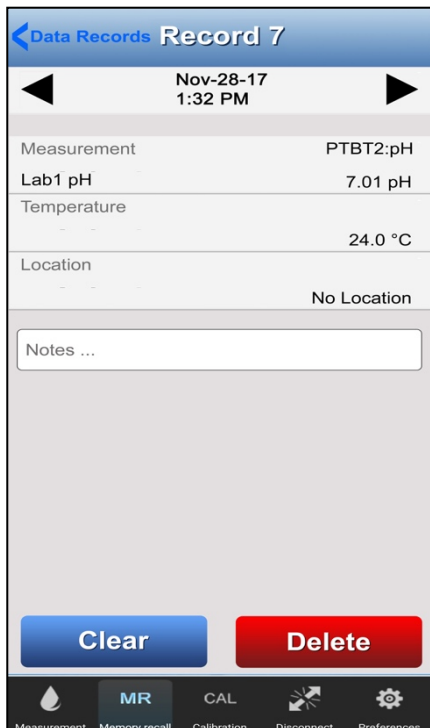 Data Records Record 7
Nov-28-17
1:32 PM
Measurement PTBT2:pH
Lab1 pH 7.01 pH
Temperature
24.0 °C
Location
No Location
Notes ...
Clear Delete
MR CAL
Measurement Memory recall Calibration Disconnect Preferences